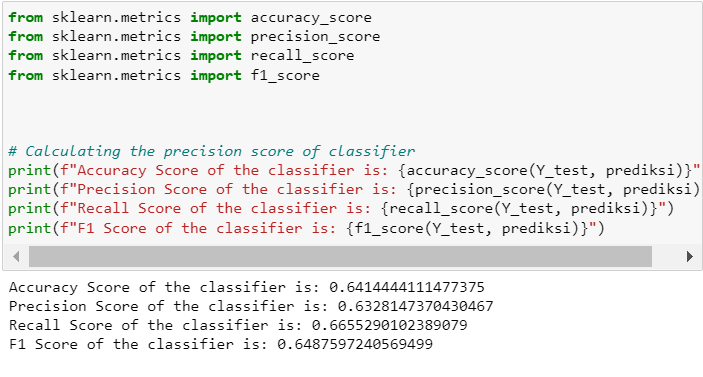 from sklearn.metrics import accuracy_score
from sklearn.metrics import precision_score
from sklearn.metrics import recall_score
from sklearn.metrics import f1_score
# Calculating the precision score of classifier
print(f"Accuracy Score of the classifier is: {accuracy_score(Y_test, prediksi)}"
print(f"Precision Score of the classifier is: {precision_score(Y_test, prediksi)
print(f"Recall Score of the classifier is: {recall_score(Y_test, prediksi)}")
print(f"F1 Score of the classifier is: {f1_score(Y_test, prediksi)}")
Accuracy Score of the classifier is: 0.6414444111477375
Precision Score of the classifier is: 0.6328147370430467
Recall Score of the classifier is: 0.6655290102389079
F1 Score of the classifier is: 0.6487597240569499